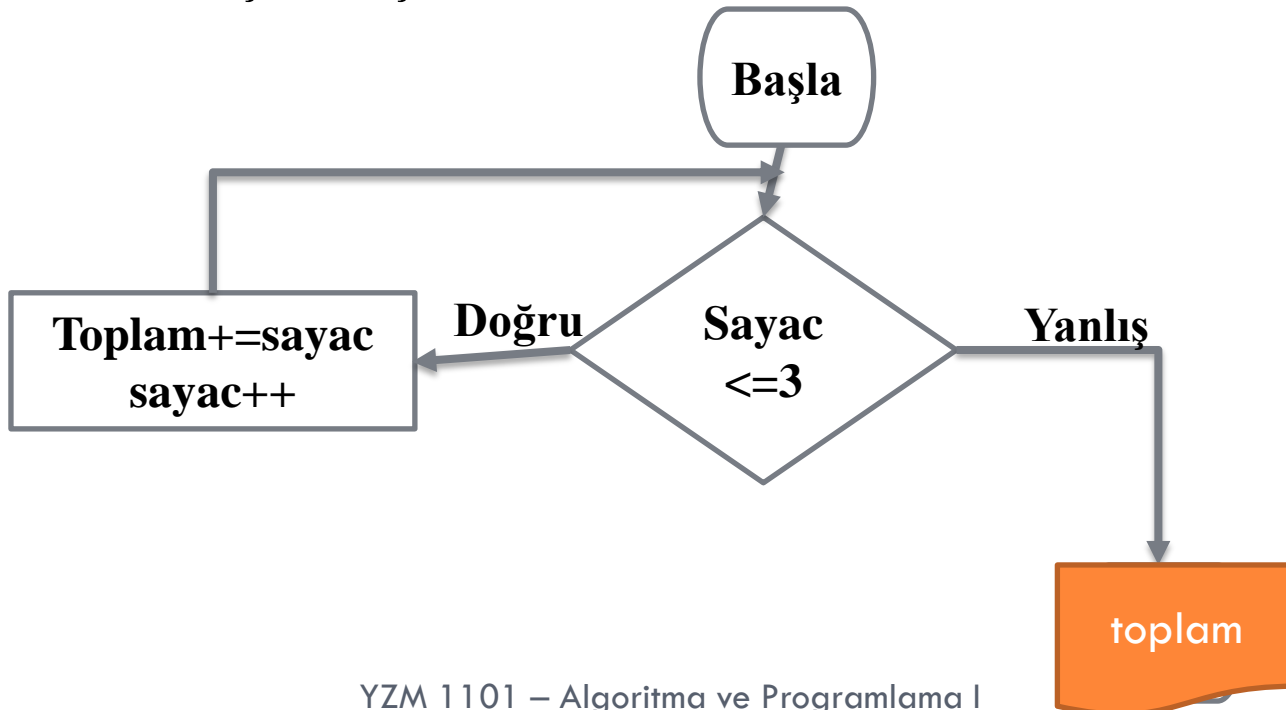 Başla
Doğru
Sayac
<=3
Yanlış
Toplam+=sayac
sayac++
toplam
YZM 1101 – Algoritma ve Programlama I